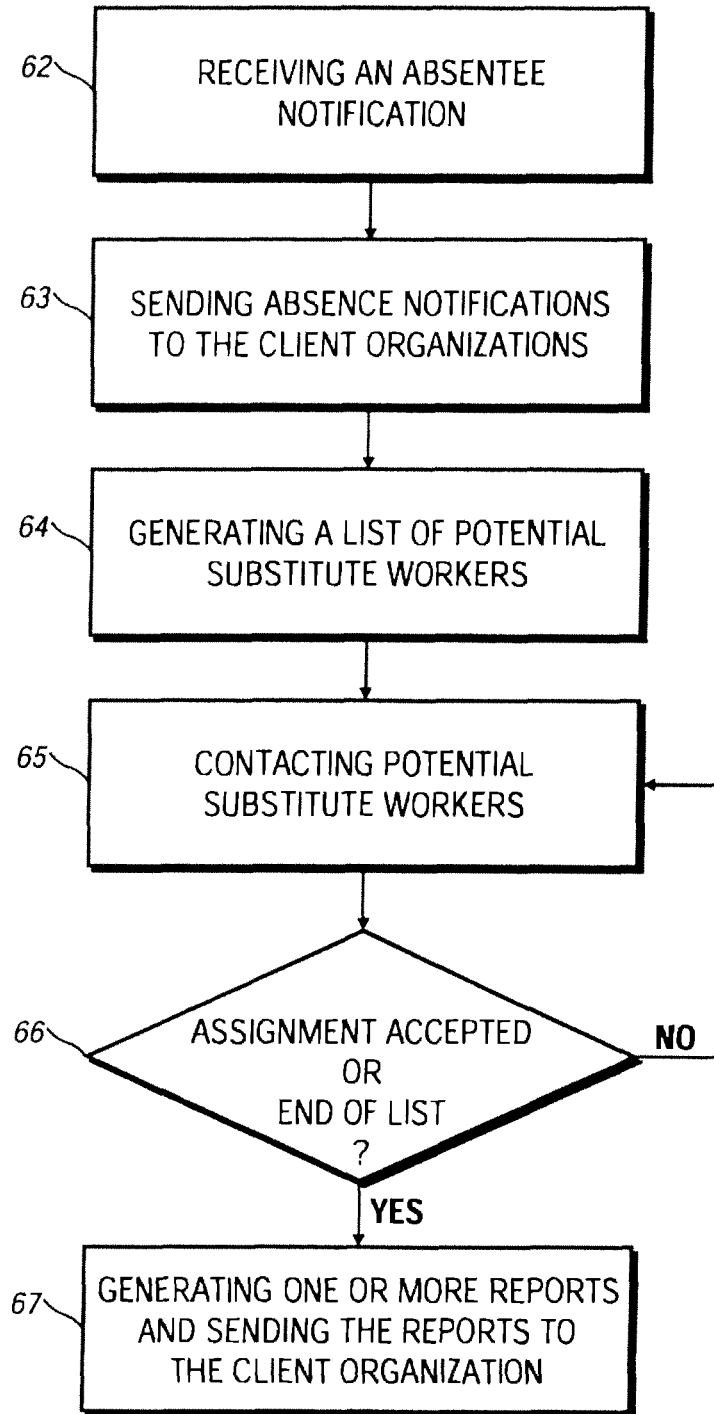 62
RECEIVING AN ABSENTEE
NOTIFICATION
63
SENDING ABSENCE NOTIFICATIONS
TO THE CLIENT ORGANIZATIONS
64
GENERATING A LIST OF POTENTIAL
SUBSTITUTE WORKERS
65
CONTACTING POTENTIAL
SUBSTITUTE WORKERS
66
ASSIGNMENT ACCEPTED
OR
END OF LIST
?
NO
YES
67
GENERATING ONE OR MORE REPORTS
AND SENDING THE REPORTS TO
THE CLIENT ORGANIZATION